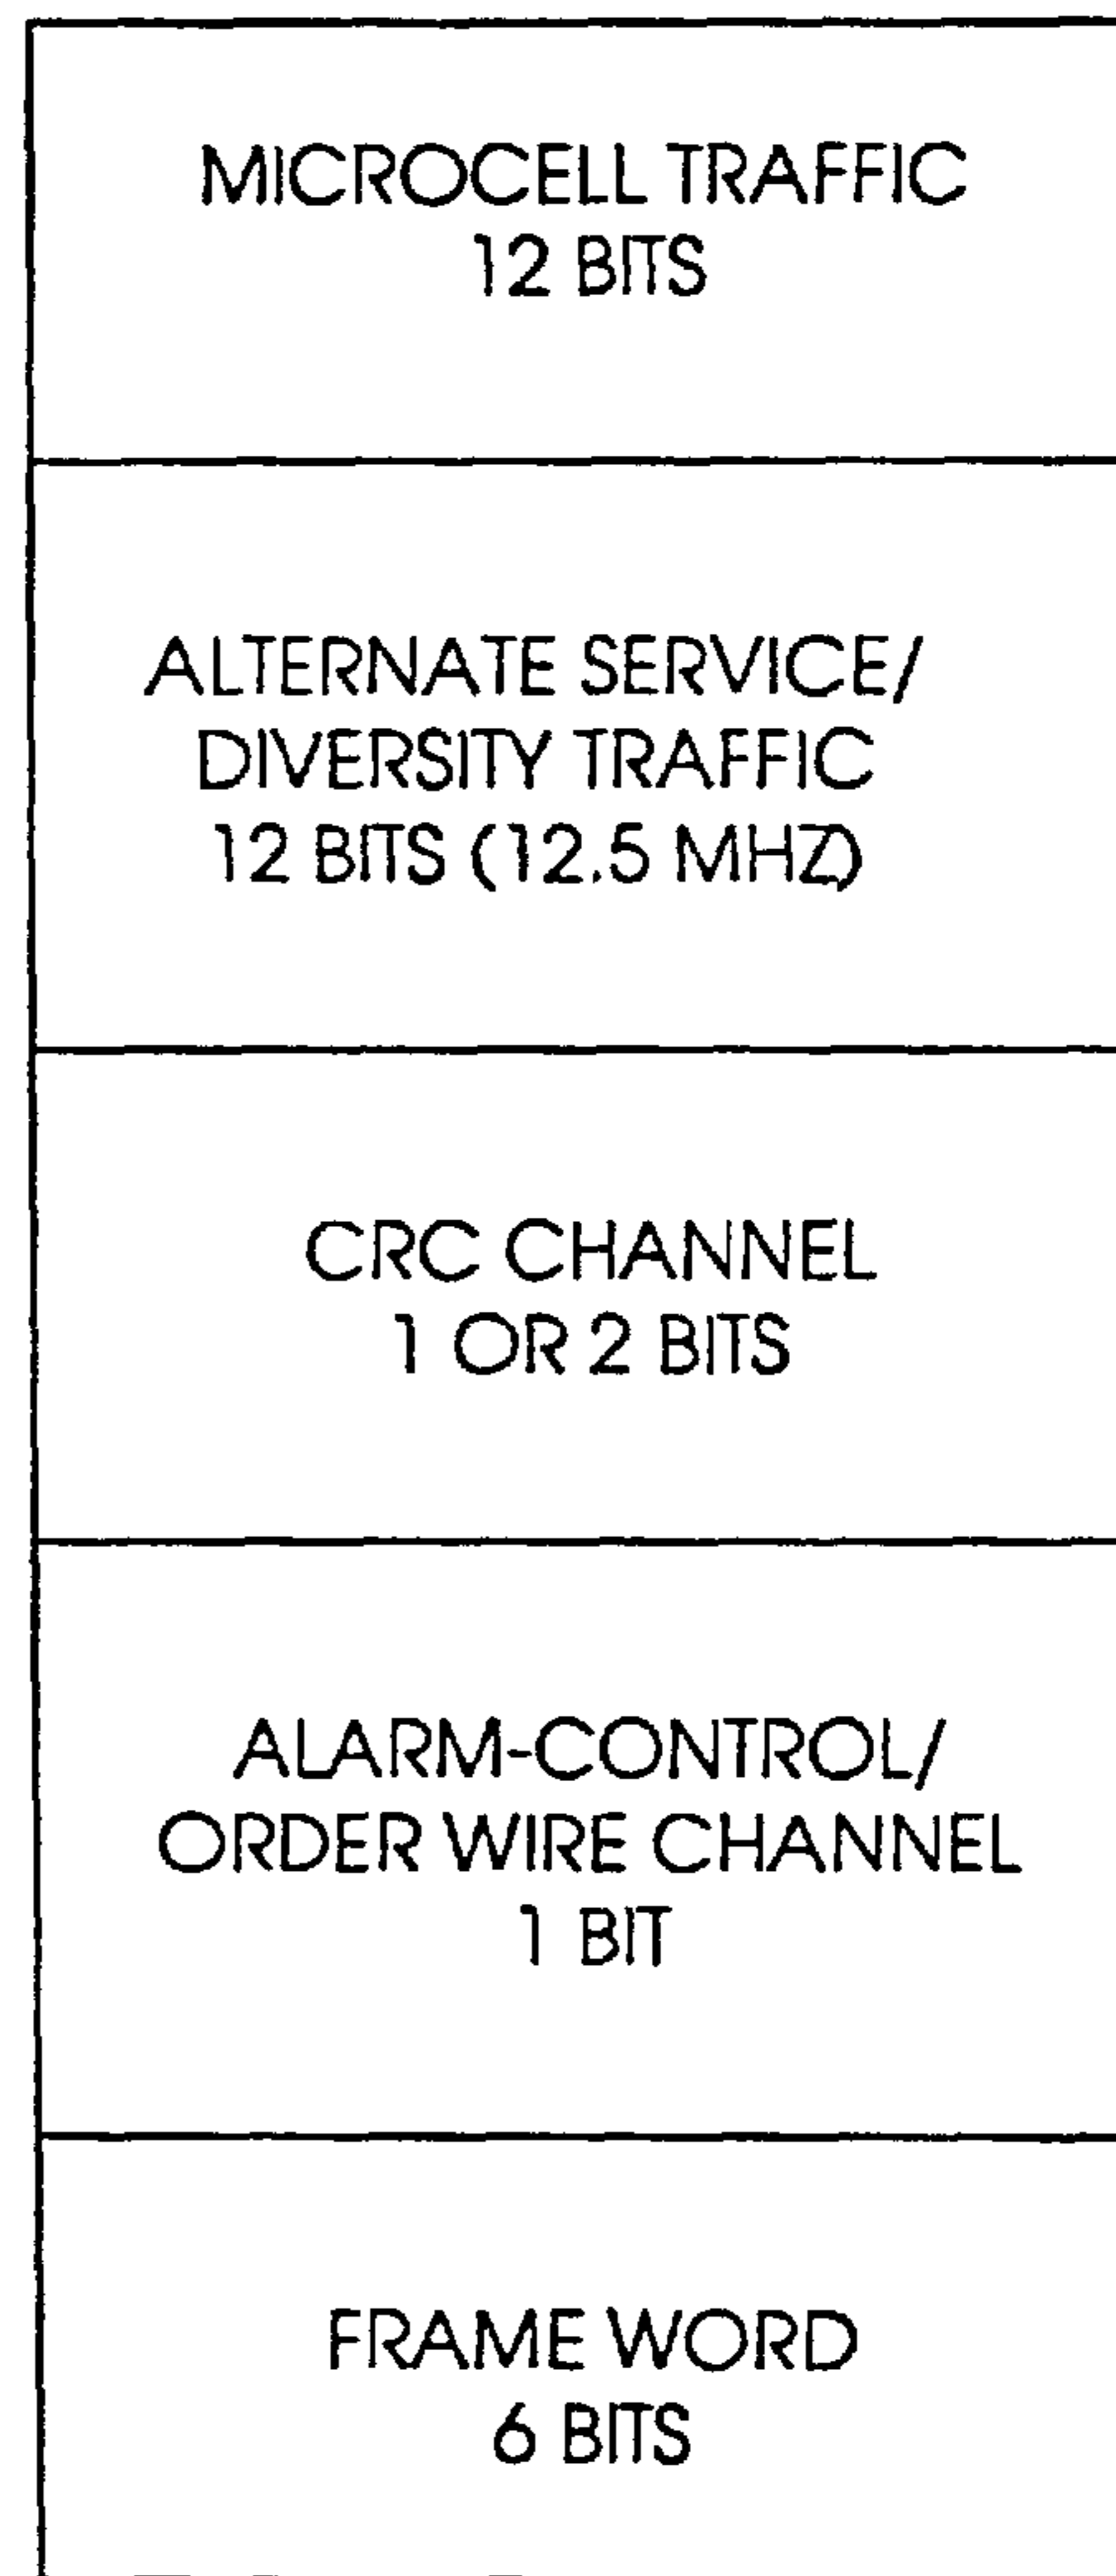 MICROCELL TRAFFIC
12 BITS
ALTERNATE SERVICE/
DIVERSITY TRAFFIC
12 BITS (12.5 MHZ)
CRC CHANNEL
1 OR 2 BITS
ALARM-CONTROL/
ORDER WIRE CHANNEL
1 BIT
FRAME WORD
6 BITS